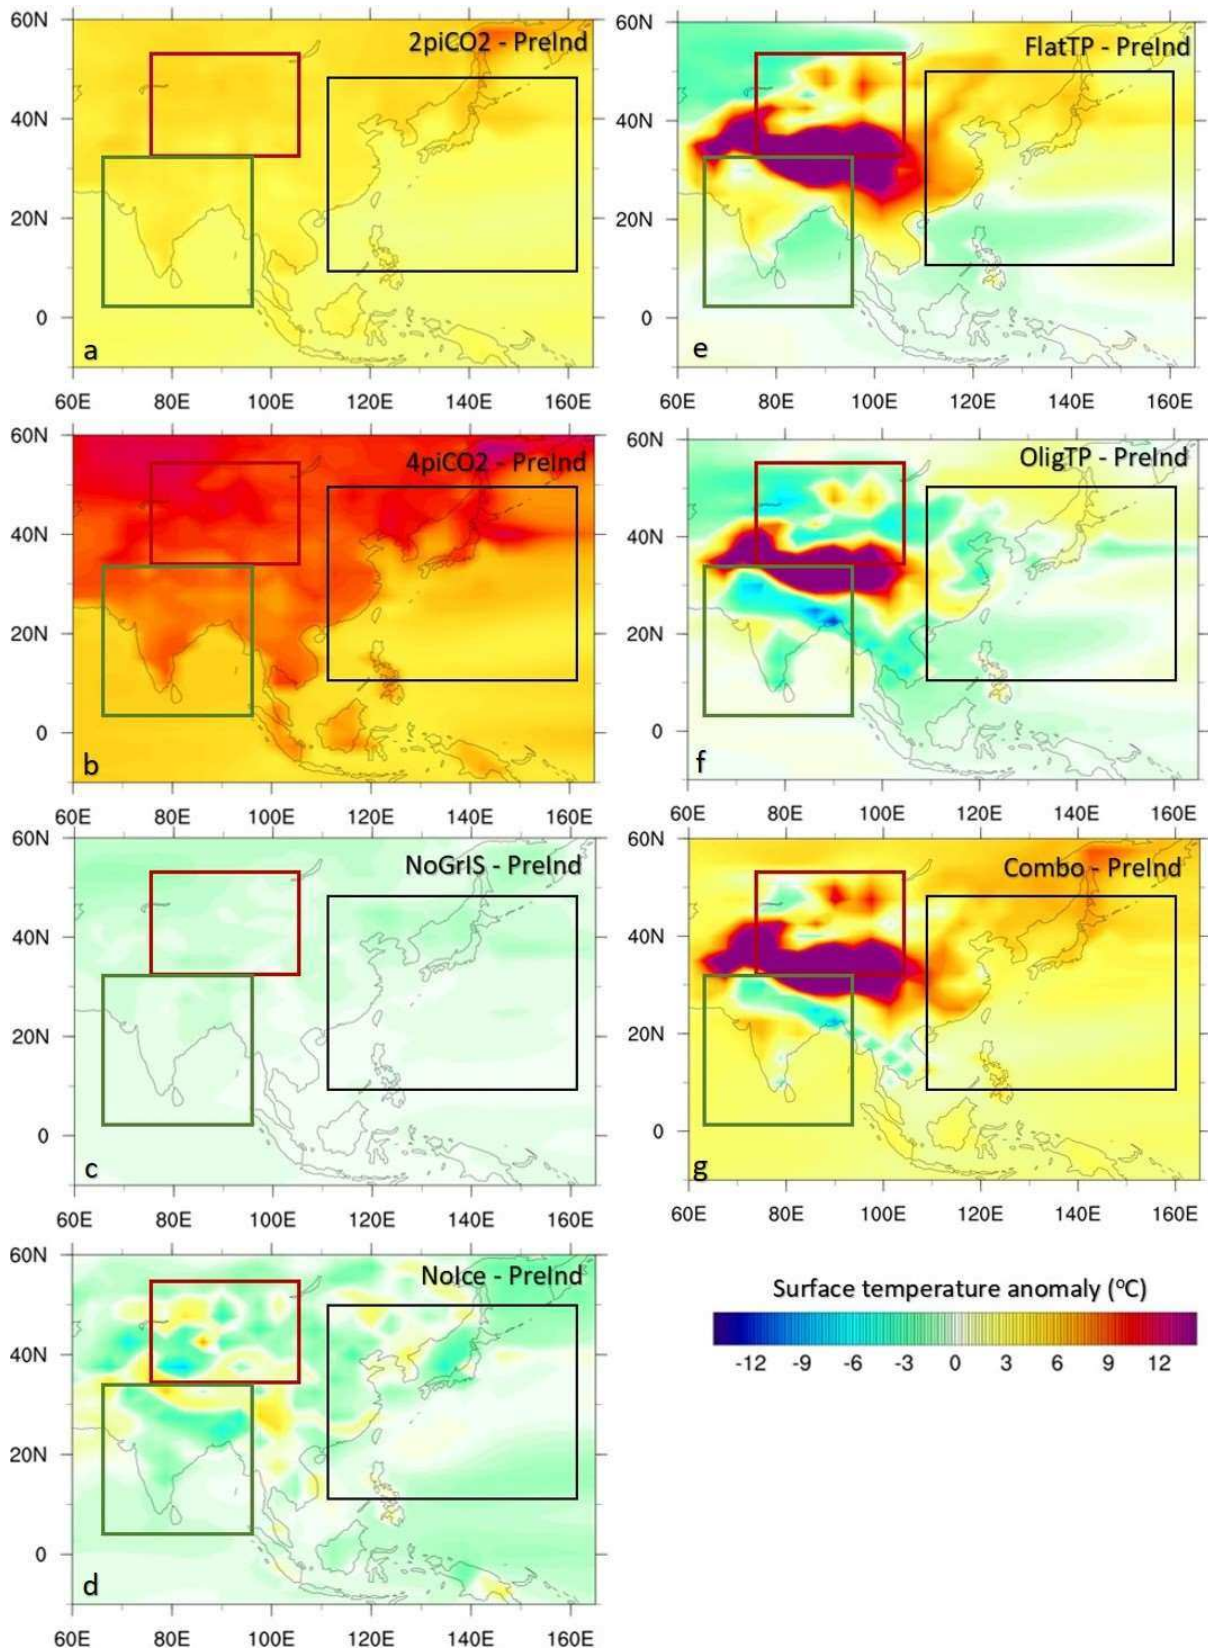 60N
2piCO2 - PreInd
40N
20N
0
a
60E 80E 100E 120E 140E 160E
60N
4piCO2 - PreInd
40N
20N
0
b
60E 80E 100E 120E 140E 160E
60N
NoGrIS - PreInd
40N
20N
0
c
60E 80E 100E 120E 140E 160E
60N
NoIce - PreInd
40N
20N
0
d
60E 80E 100E 120E 140E 160E
60N
FlatTP - PreInd
40N
20N
0
e
60E 80E 100E 120E 140E 160E
60N
OligTP - PreInd
40N
20N
0
f
60E 80E 100E 120E 140E 160E
60N
Combo - PreInd
40N
20N
0
g
60E 80E 100E 120E 140E 160E
Surface temperature anomaly (°C)
-12 -9 -6 -3 0 3 6 9 12